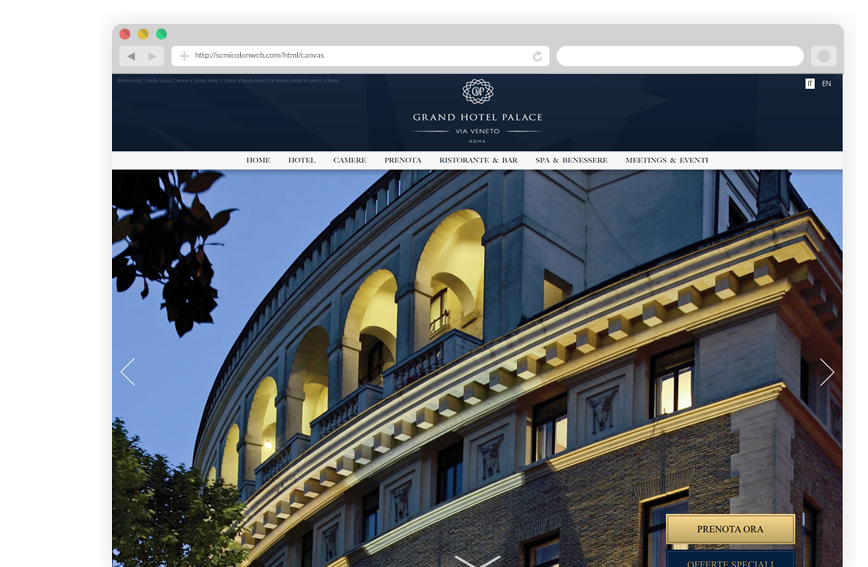 http://semicolonweb.com/html/canvas
Roma Hotel 5 stelle Lusso, Camere e Suites, Hotel 5 Stelle a Roma, Hotel Via Veneto, Hotel in centro a Roma
IT EN
GHP
GRAND HOTEL PALACE
VIA VENETO
ROMA
HOME HOTEL CAMERE PRENOTA RISTORANTE & BAR SPA & BENESSERE MEETINGS & EVENTI
PRENOTA ORA
OFFERTE SPECIALI